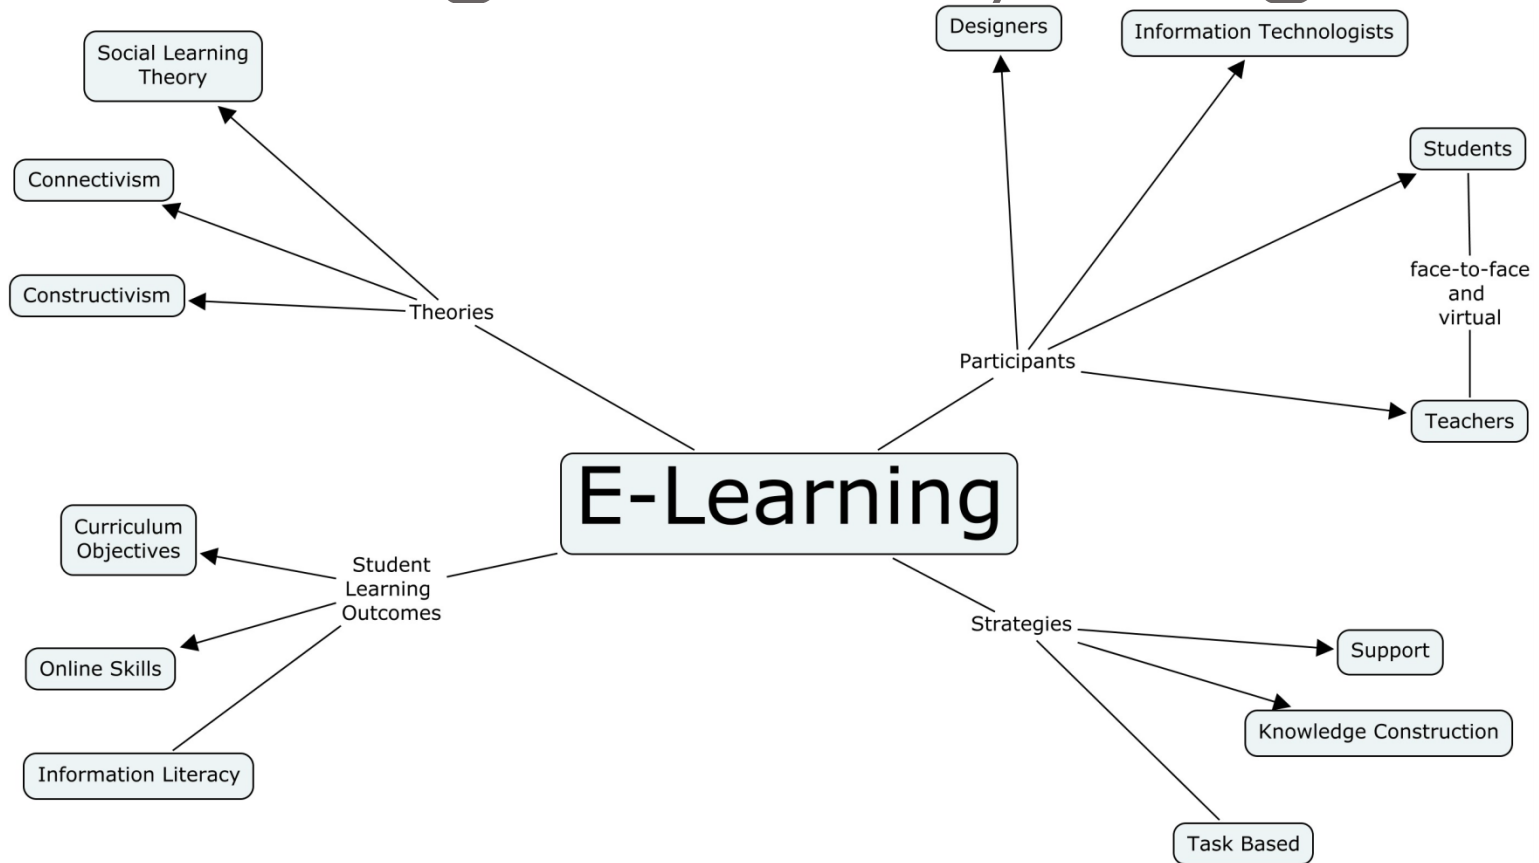 Designers
Information Technologists
Social Learning
Theory
Students
Connectivism
face-to-face
and
virtual
Constructivism
Theories
Participants
Teachers
E-Learning
Curriculum
Objectives
Student
Learning
Outcomes
Strategies
Support
Online Skills
Knowledge Construction
Information Literacy
Task Based